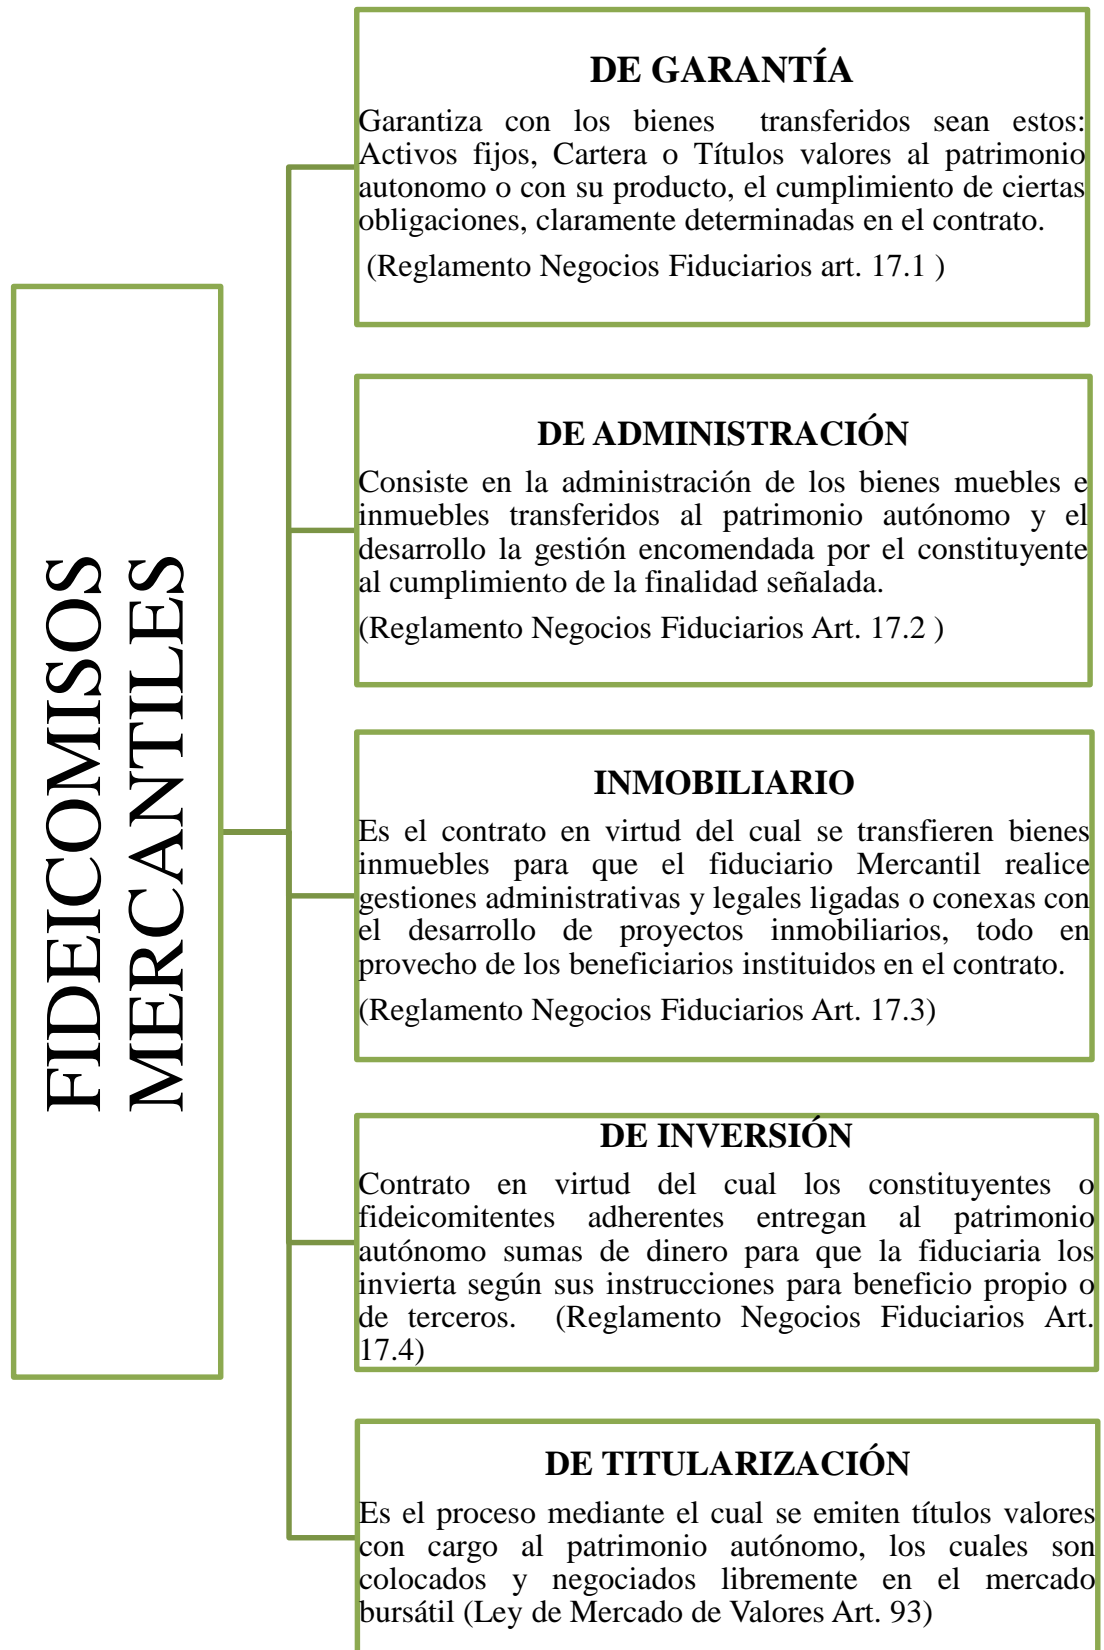 FIDEICOMISOS
MERCANTILES
DE GARANTÍA
Garantiza con los bienes transferidos sean estos:
Activos fijos, Cartera o Títulos valores al patrimonio
autonomo o con su producto, el cumplimiento de ciertas
obligaciones, claramente determinadas en el contrato.
(Reglamento Negocios Fiduciarios art. 17.1 )
DE ADMINISTRACIÓN
Consiste en la administración de los bienes muebles e
inmuebles transferidos al patrimonio autónomo y el
desarrollo la gestión encomendada por el constituyente
al cumplimiento de la finalidad señalada.
(Reglamento Negocios Fiduciarios Art. 17.2 )
INMOBILIARIO
Es el contrato en virtud del cual se transfieren bienes
inmuebles para que el fiduciario Mercantil realice
gestiones administrativas y legales ligadas o conexas con
el desarrollo de proyectos inmobiliarios, todo en
provecho de los beneficiarios instituidos en el contrato.
(Reglamento Negocios Fiduciarios Art. 17.3)
DE INVERSIÓN
Contrato en virtud del cual los constituyentes o
fideicomitentes adherentes entregan al patrimonio
autónomo sumas de dinero para que la fiduciaria los
invierta según sus instrucciones para beneficio propio o
de terceros. (Reglamento Negocios Fiduciarios Art.
17.4)
DE TITULARIZACIÓN
Es el proceso mediante el cual se emiten títulos valores
con cargo al patrimonio autónomo, los cuales son
colocados y negociados libremente en el mercado
bursátil (Ley de Mercado de Valores Art. 93)